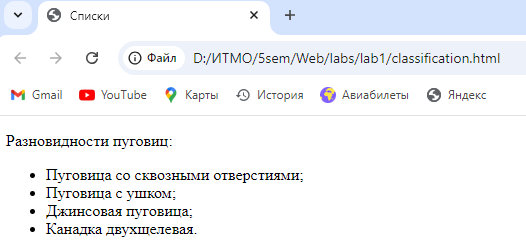 Списки
Файл D:/ИТМО/5sem/Web/labs/lab1/classification.html
Gmail YouTube Карты История Авиабилеты Яндекс
Разновидности пуговиц:
Пуговица со сквозными отверстиями;
Пуговица с ушком;
Джинсовая пуговица;
Канадка двухщелевая.